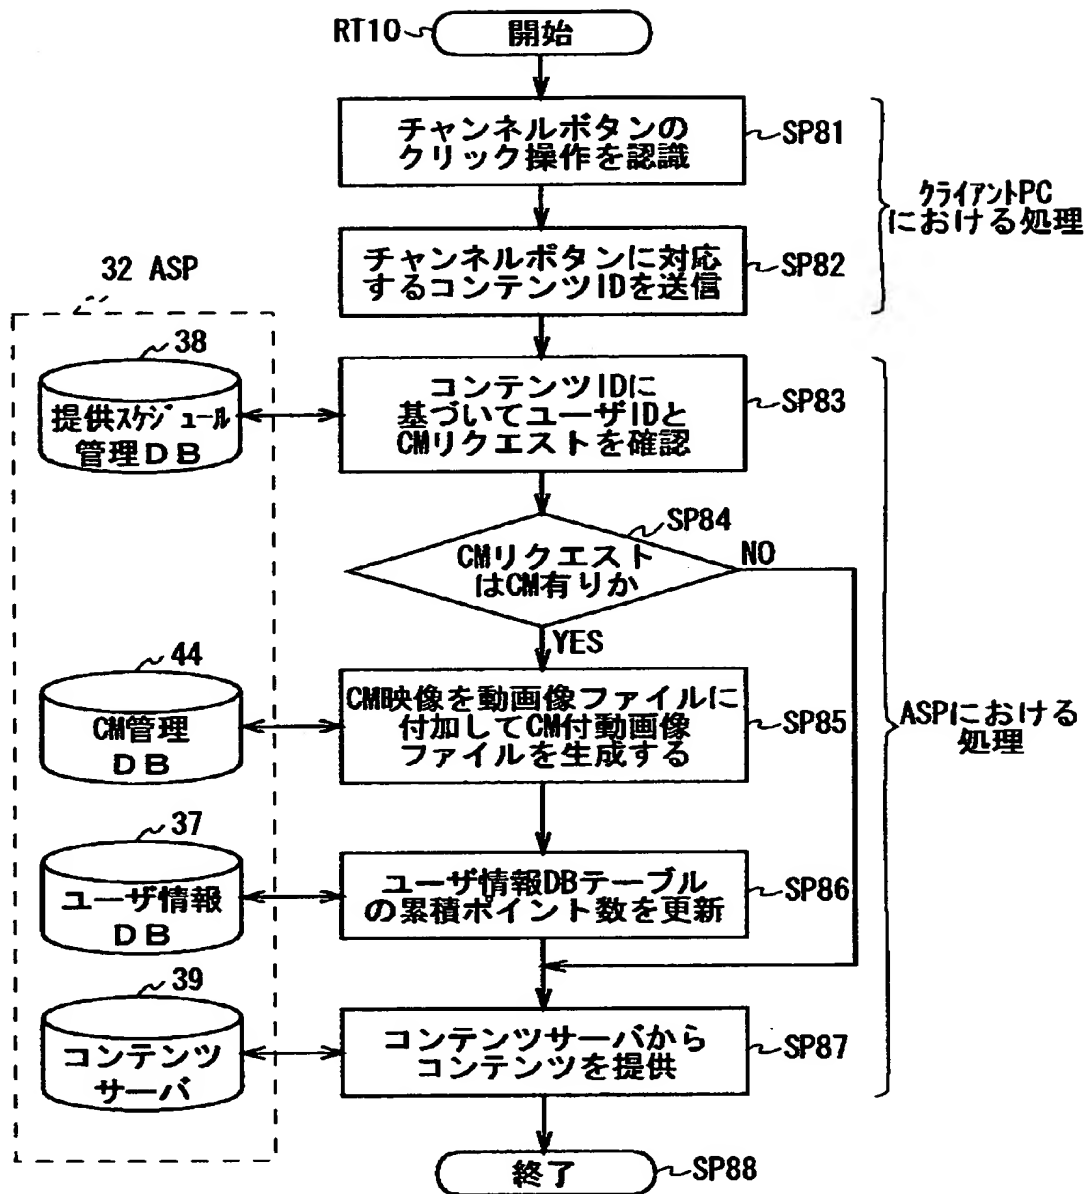 RT10
開始
チャンネルボタンの
クリック操作を認識
SP81
クライアントPC
における処理
チャンネルボタンに対応
するコンテンツIDを送信
SP82
32 ASP
38
提供スケジュール
管理DB
コンテンツIDに
基づいてユーザIDと
CMリクエストを確認
SP83
SP84
CMリクエスト
はCM有りか
NO
YES
44
CM管理
DB
CM映像を動画像ファイルに
付加してCM付動画像
ファイルを生成する
SP85
ASPにおける
処理
37
ユーザ情報
DB
ユーザ情報DBテーブル
の累積ポイント数を更新
SP86
39
コンテンツ
サーバ
コンテンツサーバから
コンテンツを提供
SP87
終了
SP88